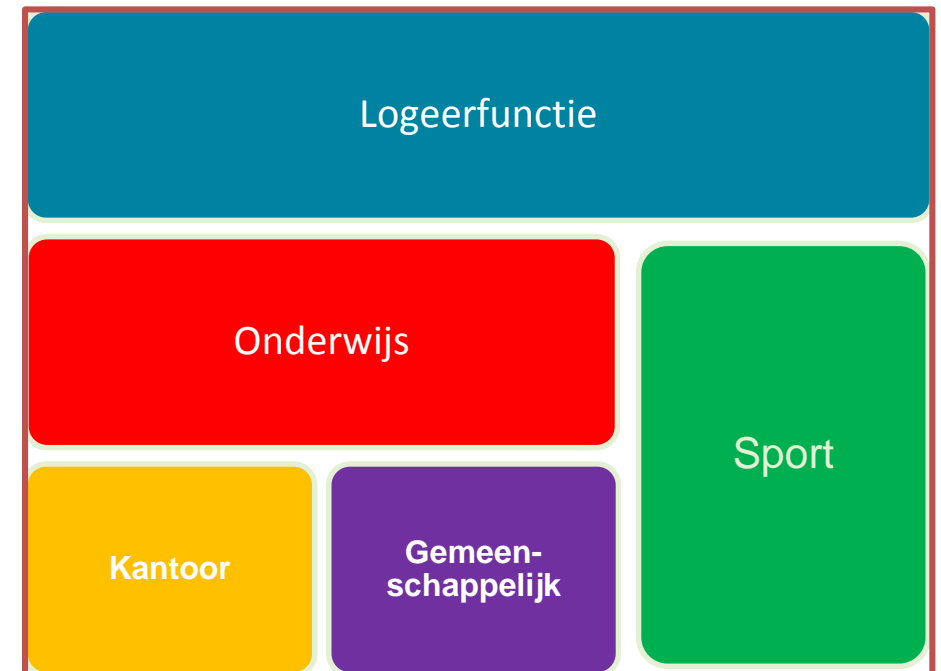 Logeerfunctie
Onderwijs
Sport
Kantoor
Gemeen-
schappelijk